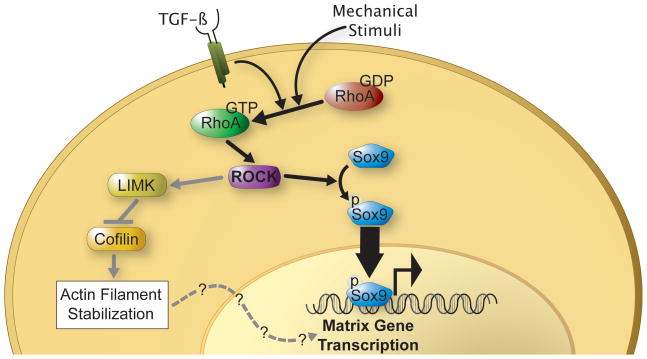 TGF-ß
Mechanical
Stimuli
GDP
RhoA
GTP
RhoA
ROCK
Sox9
LIMK
p
Sox9
Cofilin
Actin Filament
Stabilization
?
?
?
?
p
Sox9
Matrix Gene
Transcription